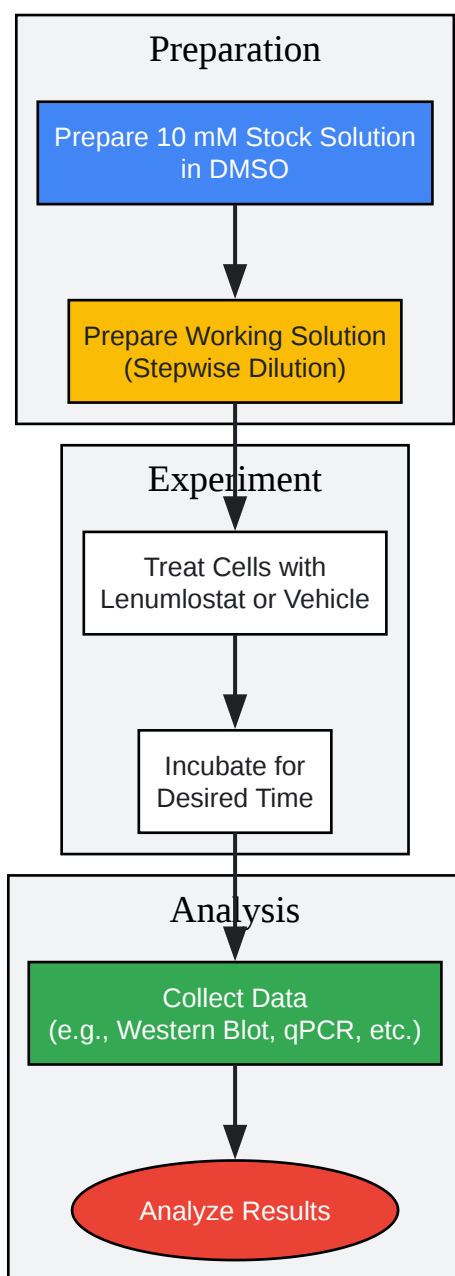 Preparation
Prepare 10 mM Stock Solution
in DMSO
Prepare Working Solution
(Stepwise Dilution)
Experiment
Treat Cells with
Lenumlostat or Vehicle
Incubate for
Desired Time
Analysis
Collect Data
(e.g., Western Blot, qPCR, etc.)
Analyze Results